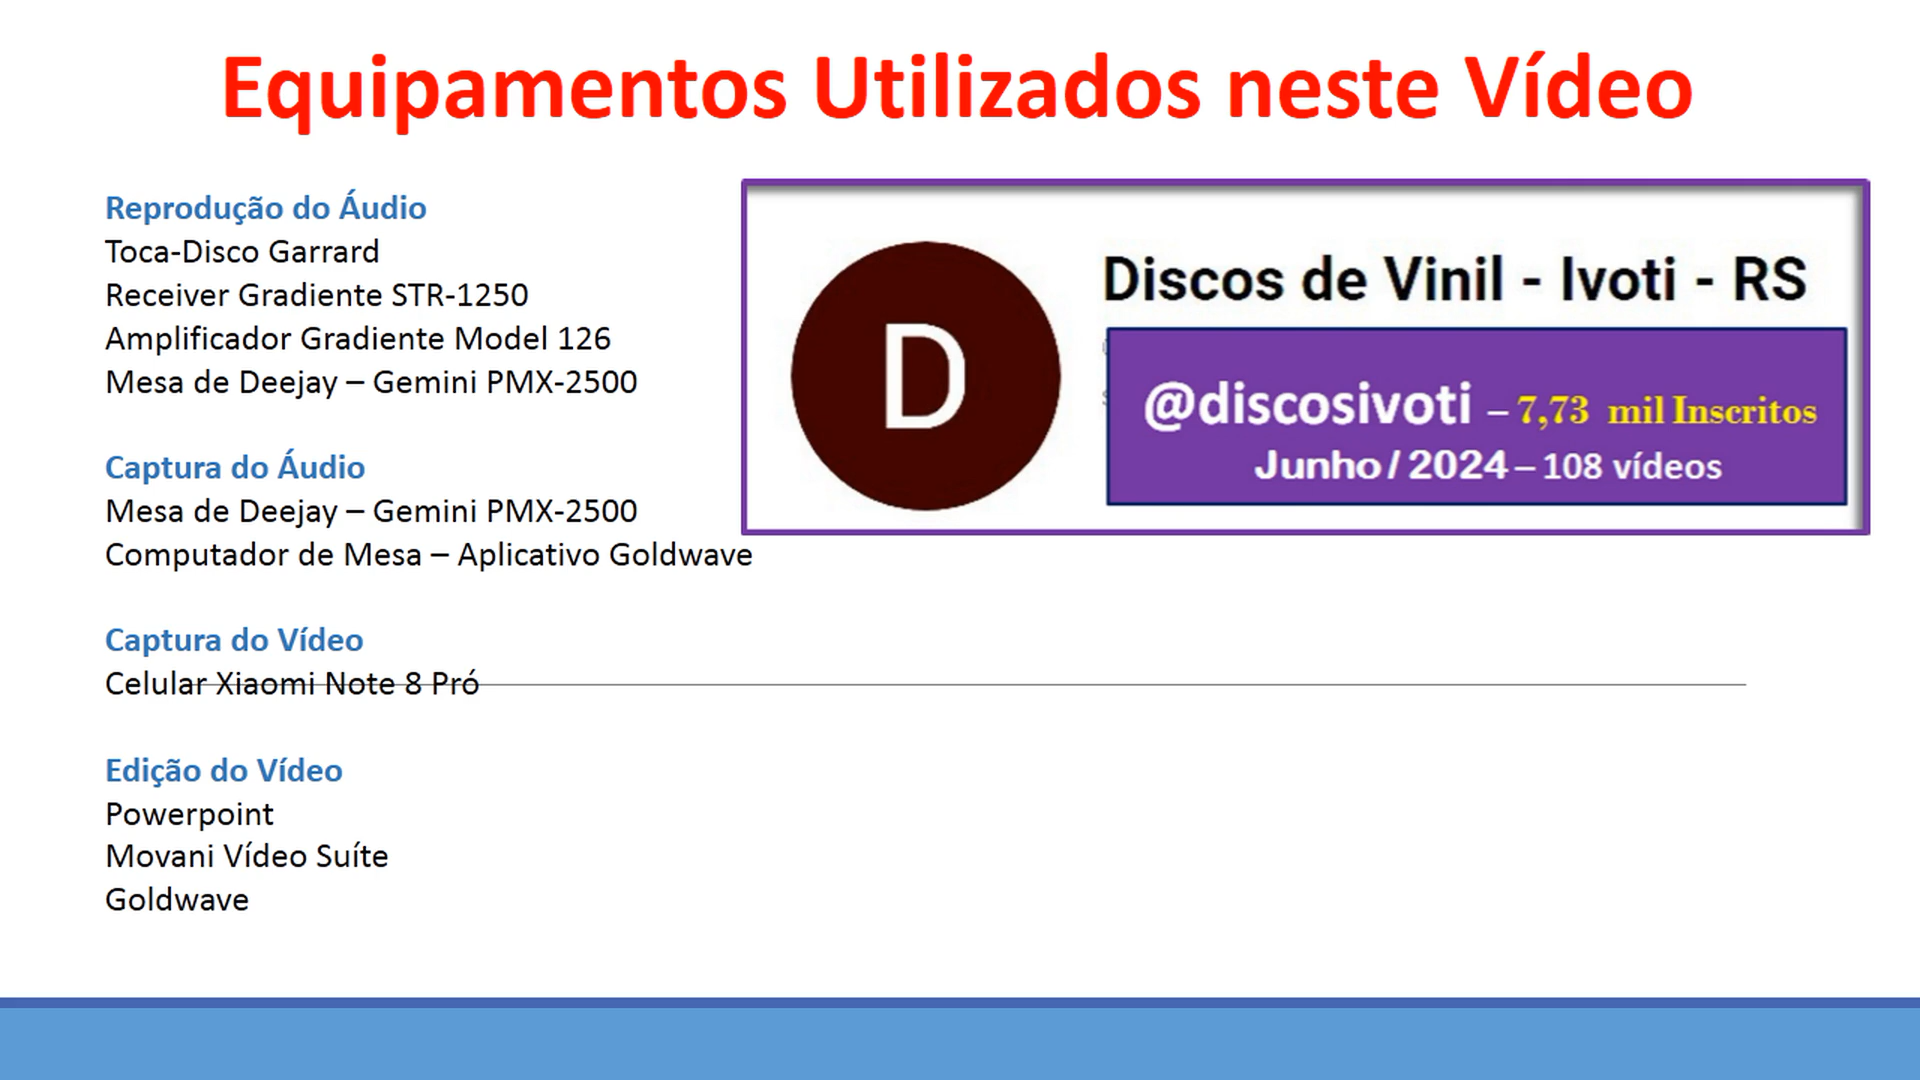 Equipamentos Utilizados neste Vídeo
Reprodução do Áudio
Toca-Disco Garrard
Receiver Gradiente STR-1250
Amplificador Gradiente Model 126
Mesa de Deejay – Gemini PMX-2500
Captura do Áudio
Mesa de Deejay – Gemini PMX-2500
Computador de Mesa – Aplicativo Goldwave
Captura do Vídeo
Celular Xiaomi Note 8 Pró
Edição do Vídeo
Powerpoint
Movani Vídeo Suíte
Goldwave
D
Discos de Vinil - Ivoti - RS
@discosivoti – 7,73 mil Inscritos
Junho / 2024 – 108 vídeos